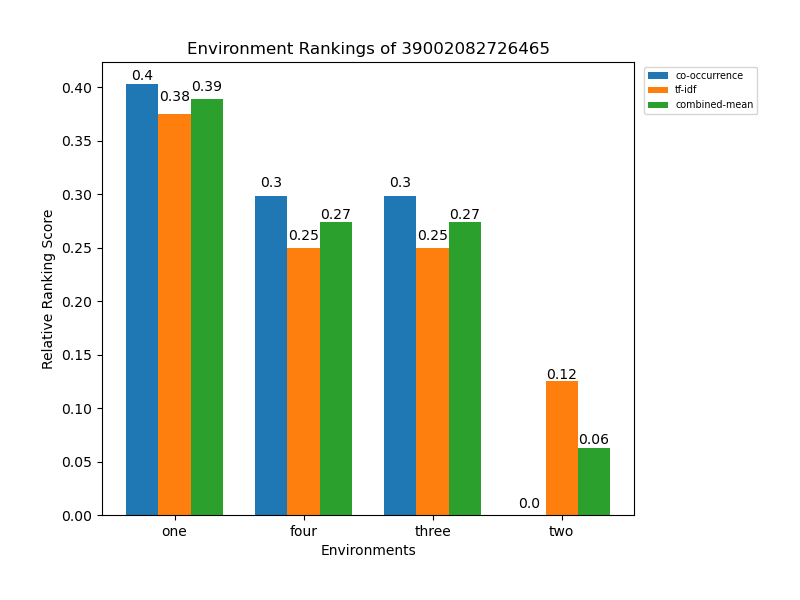 Environment Rankings of 39002082726465
co-occurrence
tf-idf
combined-mean
Relative Ranking Score
0.40
0.35
0.30
0.25
0.20
0.15
0.10
0.05
0.00
0.4
0.38
0.39
0.3
0.25
0.27
0.3
0.25
0.27
0.0
0.12
0.06
one
four
three
two
Environments